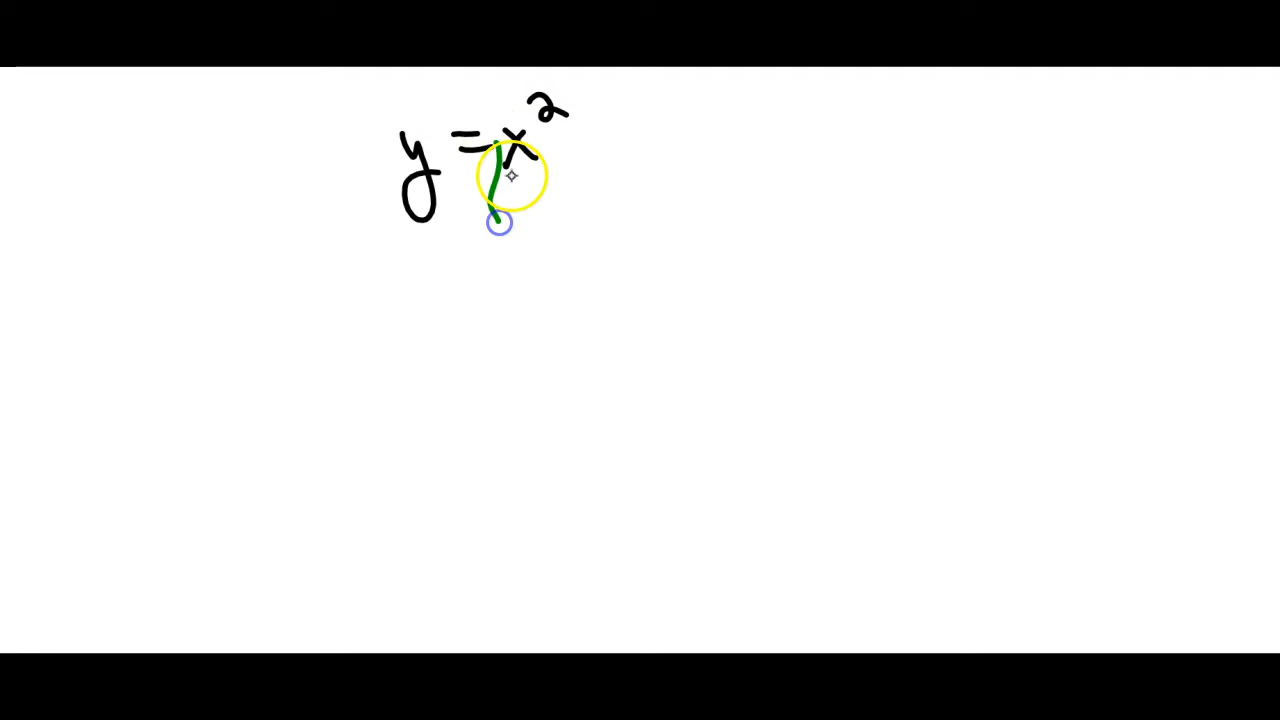 y = x²